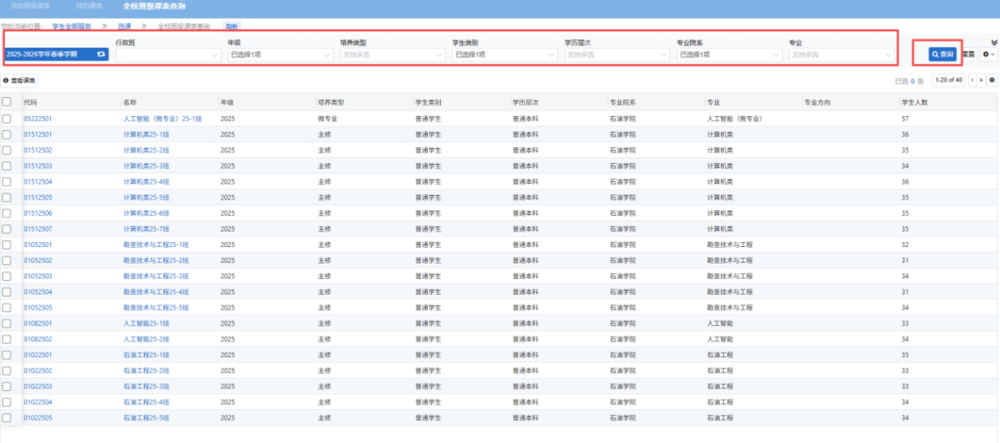 我的班级课表 我的课表 全校班级课表查询
您的当前位置: 学生全部服务 » 选课 » 全校班级课表查询 刷新
行政班 年级 培养类型 学生类别 学历层次 专业院系 专业
2025-2026学年春季学期 ... 已选择1项 支持多选 已选择1项 支持多选 已选择1项 支持多选 查询 重置
查看课表 已选 0 条 1-20 of 40
代码 名称 年级 培养类型 学生类别 学历层次 专业院系 专业 专业方向 学生人数
05222501 人工智能(微专业)25-1班 2025 微专业 普通学生 普通本科 石油学院 人工智能(微专业) 57
01512501 计算机类25-1班 2025 主修 普通学生 普通本科 石油学院 计算机类 36
01512502 计算机类25-2班 2025 主修 普通学生 普通本科 石油学院 计算机类 35
01512503 计算机类25-3班 2025 主修 普通学生 普通本科 石油学院 计算机类 34
01512504 计算机类25-4班 2025 主修 普通学生 普通本科 石油学院 计算机类 36
01512505 计算机类25-5班 2025 主修 普通学生 普通本科 石油学院 计算机类 35
01512506 计算机类25-6班 2025 主修 普通学生 普通本科 石油学院 计算机类 35
01512507 计算机类25-7班 2025 主修 普通学生 普通本科 石油学院 计算机类 35
01052501 勘查技术与工程25-1班 2025 主修 普通学生 普通本科 石油学院 勘查技术与工程 32
01052502 勘查技术与工程25-2班 2025 主修 普通学生 普通本科 石油学院 勘查技术与工程 31
01052503 勘查技术与工程25-3班 2025 主修 普通学生 普通本科 石油学院 勘查技术与工程 34
01052504 勘查技术与工程25-4班 2025 主修 普通学生 普通本科 石油学院 勘查技术与工程 31
01052505 勘查技术与工程25-5班 2025 主修 普通学生 普通本科 石油学院 勘查技术与工程 34
01082501 人工智能25-1班 2025 主修 普通学生 普通本科 石油学院 人工智能 33
01082502 人工智能25-2班 2025 主修 普通学生 普通本科 石油学院 人工智能 34
01022501 石油工程25-1班 2025 主修 普通学生 普通本科 石油学院 石油工程 35
01022502 石油工程25-2班 2025 主修 普通学生 普通本科 石油学院 石油工程 33
01022503 石油工程25-3班 2025 主修 普通学生 普通本科 石油学院 石油工程 33
01022504 石油工程25-4班 2025 主修 普通学生 普通本科 石油学院 石油工程 34
01022505 石油工程25-5班 2025 主修 普通学生 普通本科 石油学院 石油工程 34